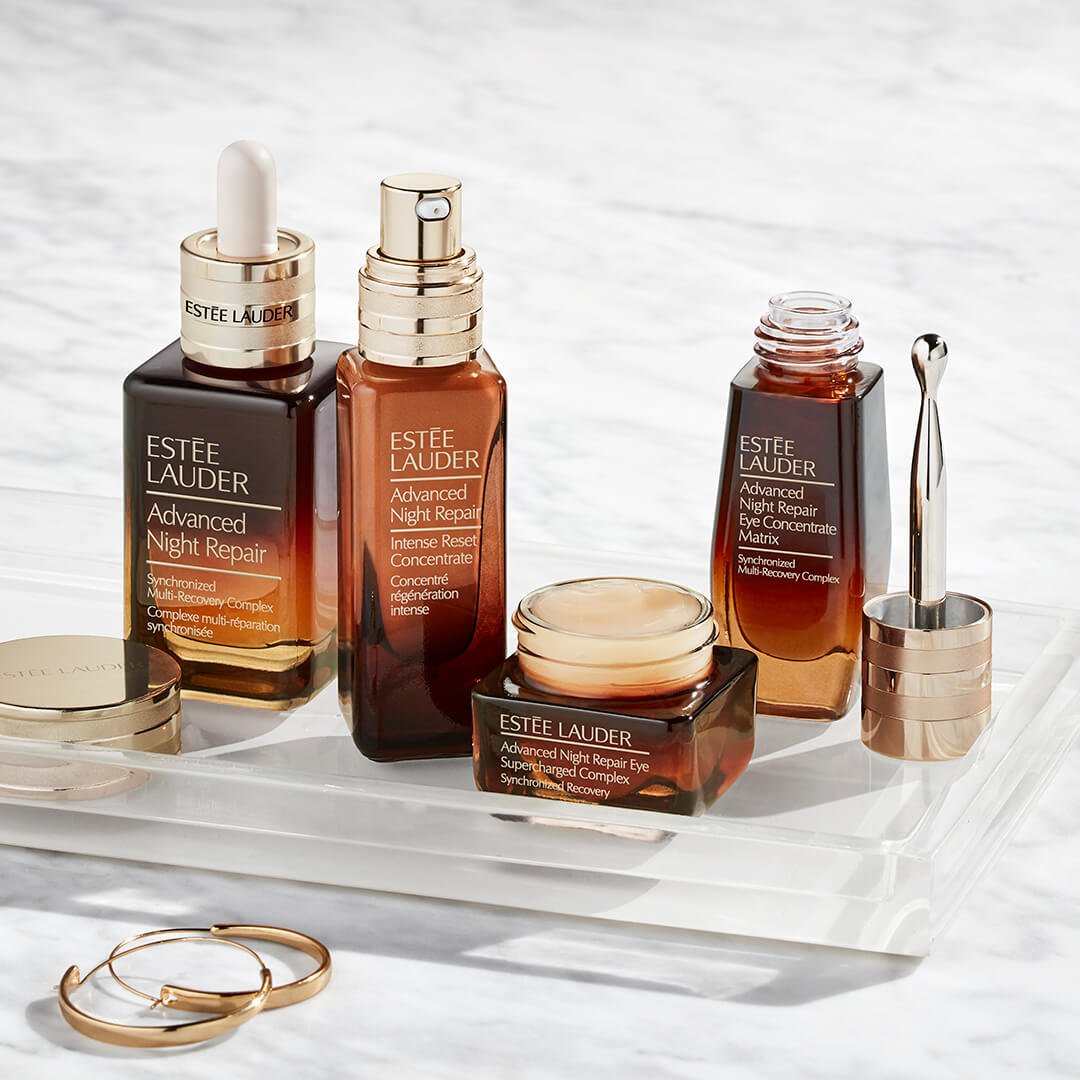 ESTĒE LAUDER
ESTĒE
LAUDER
Advanced
Night Repair
Synchronized
Multi-Recovery Complex
Complexe multi-réparation
synchronisée
ESTĒE
LAUDER
Advanced
Night Repair
Intense Reset
Concentrate
Concentré
régénération
intense
ESTĒE
LAUDER
Advanced
Night Repair
Eye Concentrate
Matrix
Synchronized
Multi-Recovery Complex
ESTĒE LAUDER
ESTĒE LAUDER
Advanced Night Repair Eye
Supercharged Complex
Synchronized Recovery